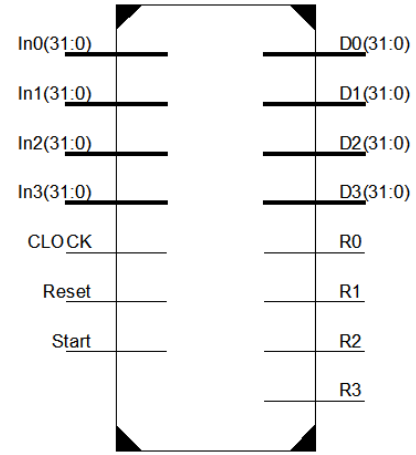 In0(31:0) D0(31:0)
In1(31:0) D1(31:0)
In2(31:0) D2(31:0)
In3(31:0) D3(31:0)
CLOCK R0
Reset R1
Start R2
R3